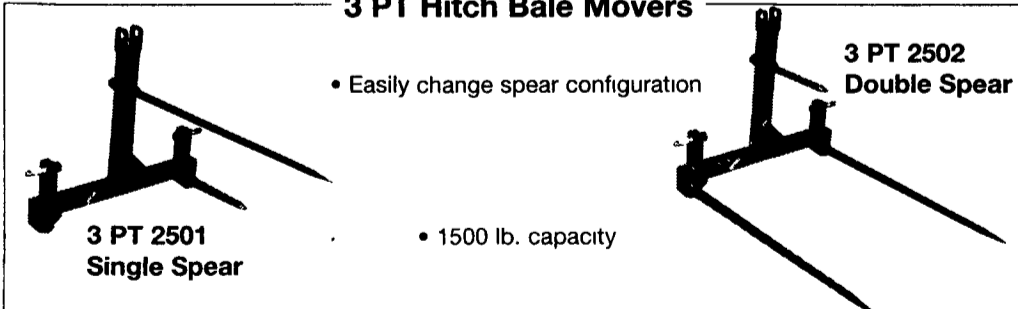 3 PT Hitch Bale Movers
• Easily change spear configuration
3 PT 2502
Double Spear
3 PT 2501
Single Spear
• 1500 lb. capacity